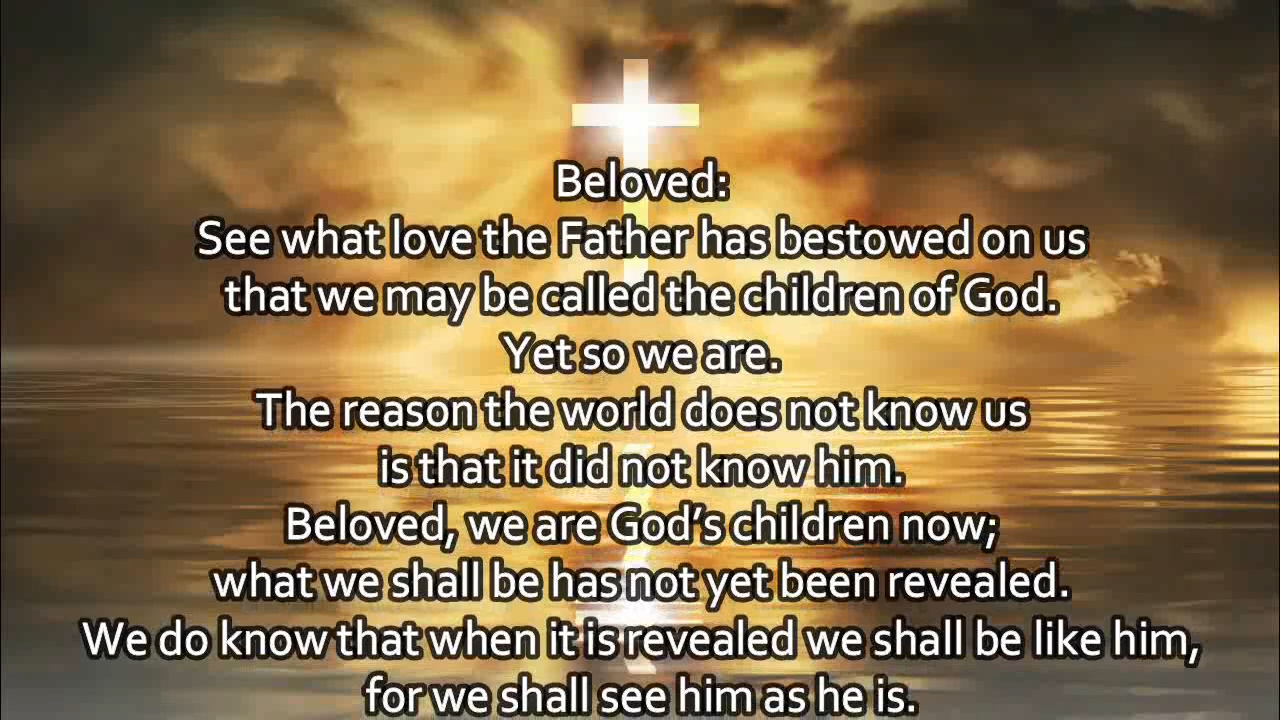 Beloved:
See what love the Father has bestowed on us
that we may be called the children of God.
Yet so we are.
The reason the world does not know us
is that it did not know him.
Beloved, we are God’s children now;
what we shall be has not yet been revealed.
We do know that when it is revealed we shall be like him,
for we shall see him as he is.